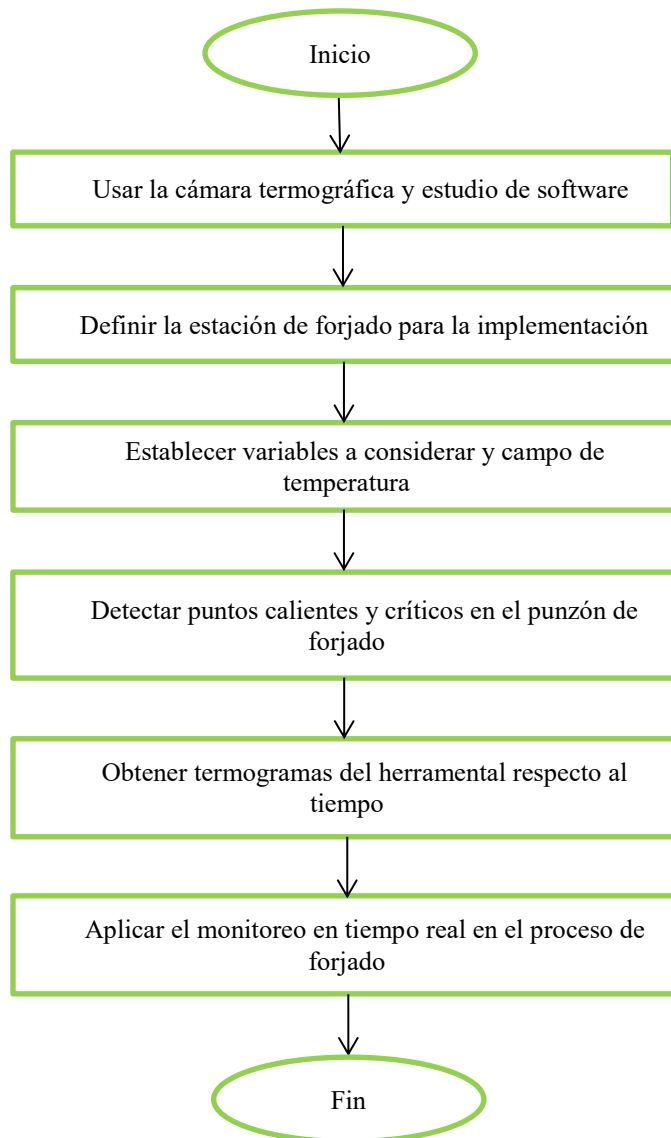 Inicio
Usar la cámara termográfica y estudio de software
Definir la estación de forjado para la implementación
Establecer variables a considerar y campo de
temperatura
Detectar puntos calientes y críticos en el punzón de
forjado
Obtener termogramas del herramental respecto al
tiempo
Aplicar el monitoreo en tiempo real en el proceso de
forjado
Fin